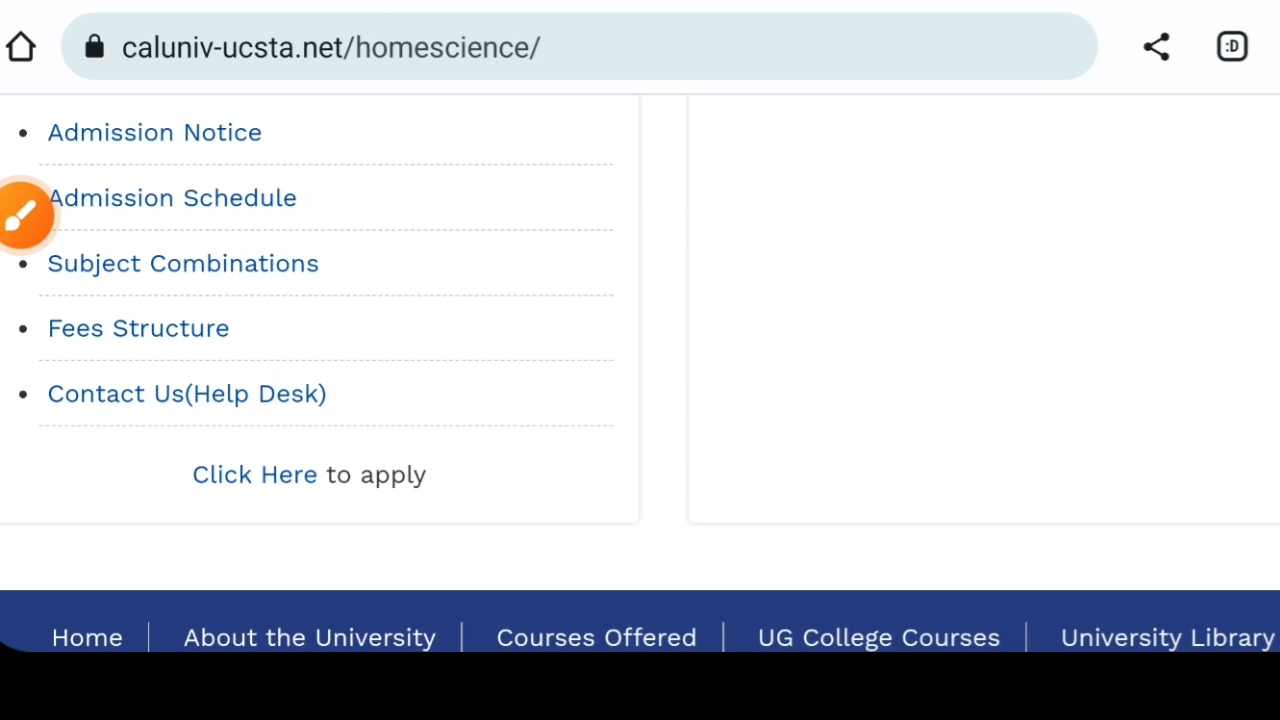 caluniv-ucsta.net/homescience/
:D
Admission Notice
Admission Schedule
Subject Combinations
Fees Structure
Contact Us(Help Desk)
Click Here to apply
Home
About the University
Courses Offered
UG College Courses
University Library